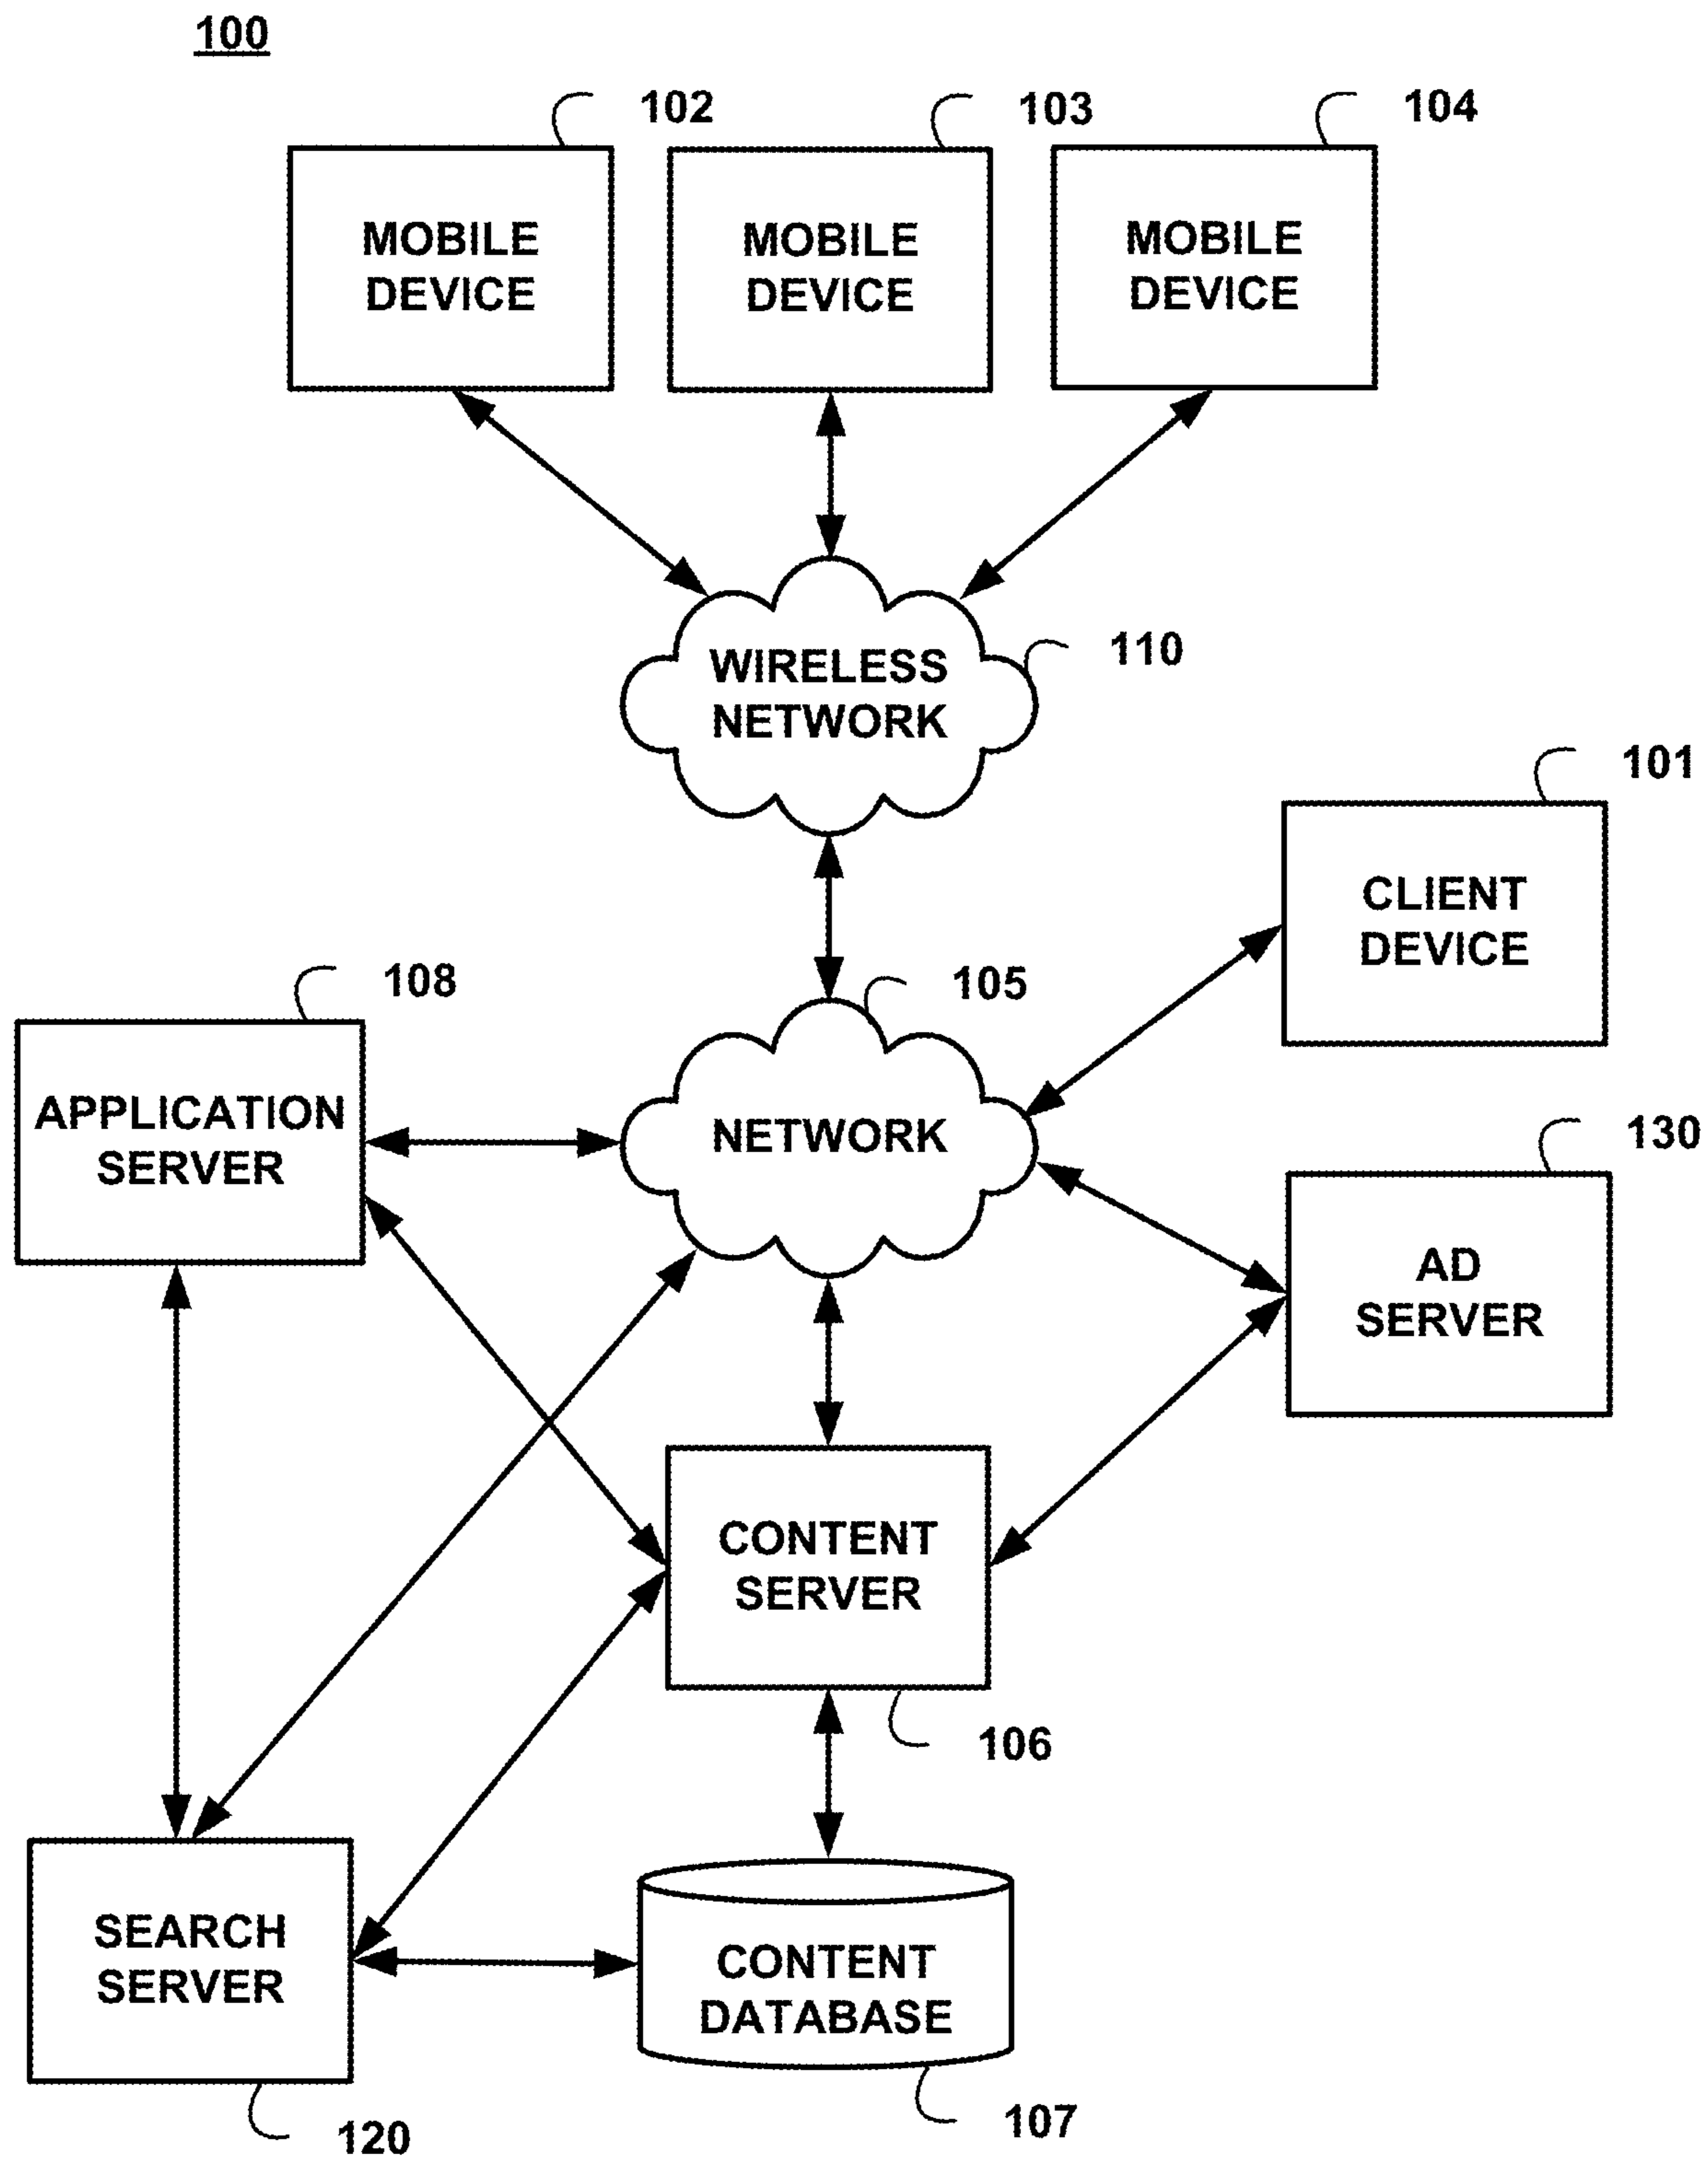 100
102
103
104
MOBILE
DEVICE
MOBILE
DEVICE
MOBILE
DEVICE
WIRELESS
NETWORK
110
101
CLIENT
DEVICE
108
105
APPLICATION
SERVER
NETWORK
130
AD
SERVER
CONTENT
SERVER
106
SEARCH
SERVER
CONTENT
DATABASE
120
107